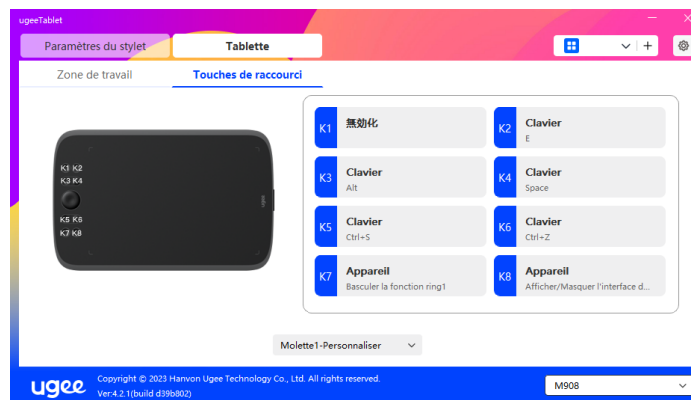 ugeeTablet
Paramètres du stylet
Tablette
Zone de travail
Touches de raccourci
K1 K2
K3 K4
K5 K6
K7 K8
ugee
K1
無効化
K2
Clavier
E
K3
Clavier
Alt
K4
Clavier
Space
K5
Clavier
Ctrl+S
K6
Clavier
Ctrl+Z
K7
Appareil
Basculer la fonction ring1
K8
Appareil
Afficher/Masquer l'interface d...
Molette1-Personnaliser
ugee
Copyright © 2023 Hanvon Ugee Technology Co., Ltd. All rights reserved.
Ver:4.2.1(build d39b802)
M908